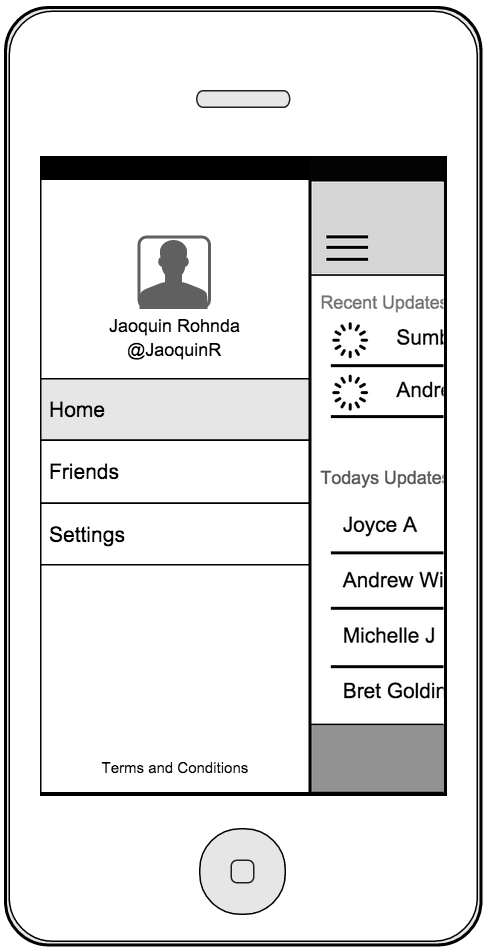 Jaoquin Rohnda
@JaoquinR
Home
Friends
Settings
Terms and Conditions
Recent Updates
Sumb
Andre
Todays Updates
Joyce A
Andrew Wi
Michelle J
Bret Goldin